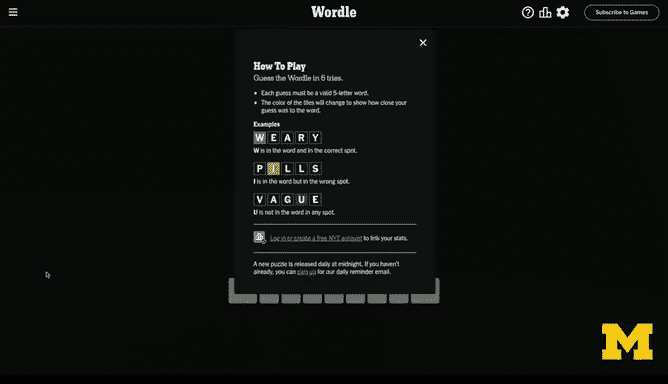 Wordle
Subscribe to Games
How To Play
Guess the Wordle in 6 tries.
• Each guess must be a valid 5-letter word.
• The color of the tiles will change to show how close your
guess was to the word.
Examples
W E A R Y
W is in the word and in the correct spot.
P I L L S
I is in the word but in the wrong spot.
V A G U E
U is not in the word in any spot.
Log in or create a free NYT account to link your stats.
A new puzzle is released daily at midnight. If you haven't
already, you can sign up for our daily reminder email.
M